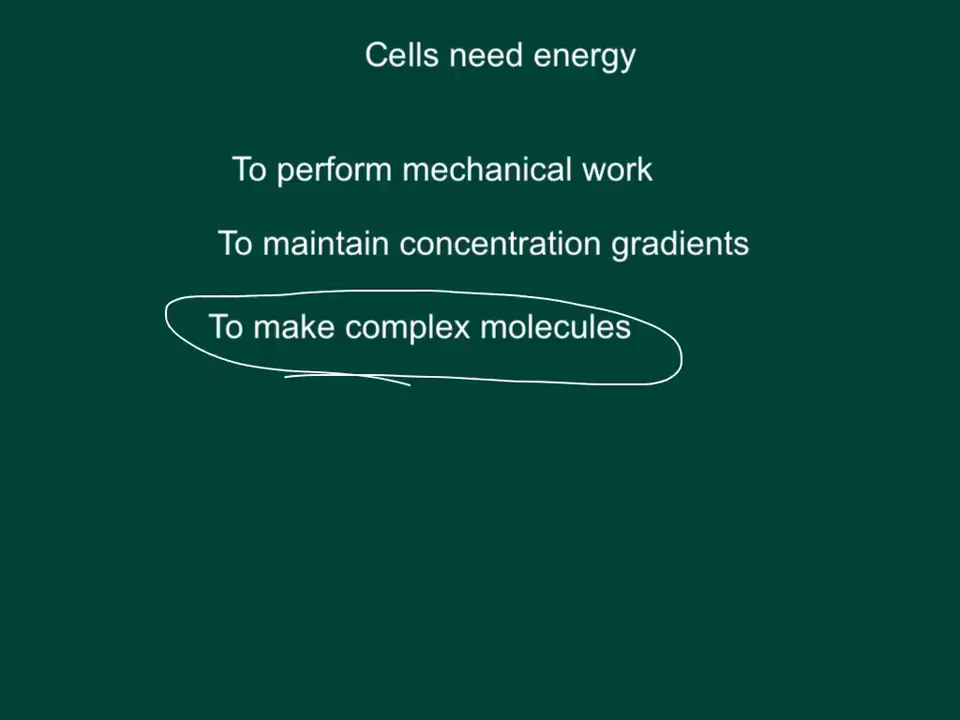 Cells need energy
To perform mechanical work
To maintain concentration gradients
To make complex molecules